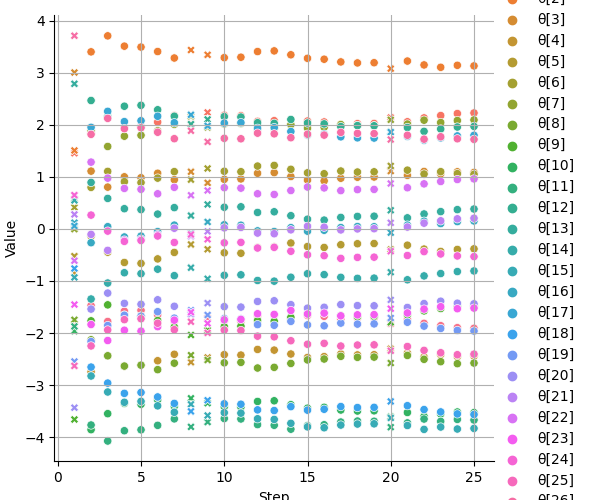 4
3
2
1
0
−1
−2
−3
−4
Value
0
5
10
15
20
25
Step
θ[2]
θ[3]
θ[4]
θ[5]
θ[6]
θ[7]
θ[8]
θ[9]
θ[10]
θ[11]
θ[12]
θ[13]
θ[14]
θ[15]
θ[16]
θ[17]
θ[18]
θ[19]
θ[20]
θ[21]
θ[22]
θ[23]
θ[24]
θ[25]
θ[26]